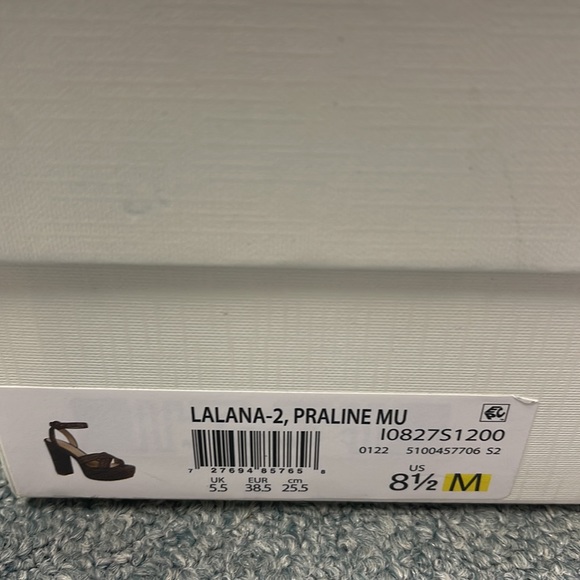 LALANA-2, PRALINE MU
I0827S1200
0122 5100457706 S2
7 27694 85765 8
UK EUR cm
5.5 38.5 25.5
US
8½ M